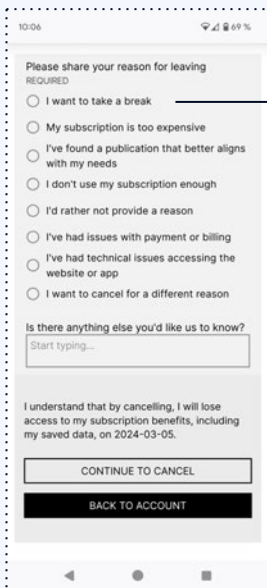 10:06
69 %
Please share your reason for leaving
REQUIRED
I want to take a break
My subscription is too expensive
I've found a publication that better aligns
with my needs
I don't use my subscription enough
I'd rather not provide a reason
I've had issues with payment or billing
I've had technical issues accessing the
website or app
I want to cancel for a different reason
Is there anything else you'd like us to know?
Start typing...
I understand that by cancelling, I will lose
access to my subscription benefits, including
my saved data, on 2024-03-05.
CONTINUE TO CANCEL
BACK TO ACCOUNT